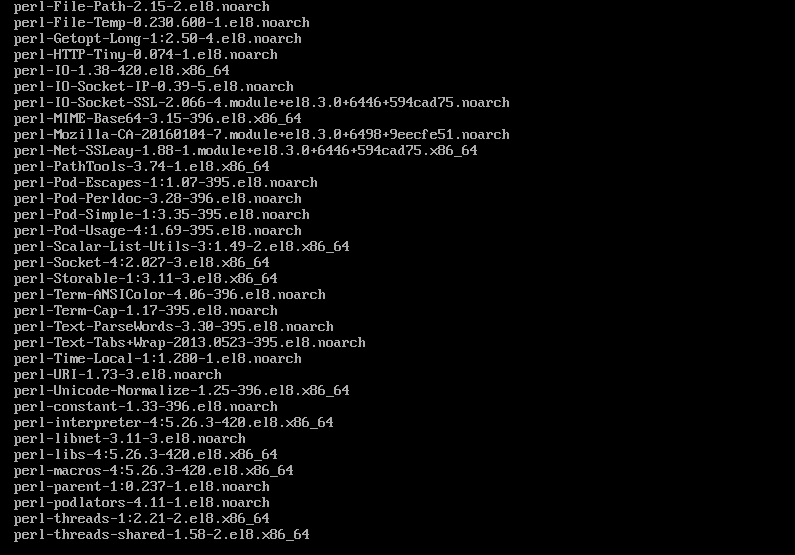 perl-File-Path-2.15-2.el8.noarch
perl-File-Temp-0.230.600-1.el8.noarch
perl-Getopt-Long-1:2.50-4.el8.noarch
perl-HTTP-Tiny-0.074-1.el8.noarch
perl-IO-1.38-420.el8.x86_64
perl-IO-Socket-IP-0.39-5.el8.noarch
perl-IO-Socket-SSL-2.066-4.module+el8.3.0+6446+594cad75.noarch
perl-MIME-Base64-3.15-396.el8.x86_64
perl-Mozilla-CA-20160104-7.module+el8.3.0+6498+9eecfe51.noarch
perl-Net-SSLeay-1.88-1.module+el8.3.0+6446+594cad75.x86_64
perl-PathTools-3.74-1.el8.x86_64
perl-Pod-Escapes-1:1.07-395.el8.noarch
perl-Pod-Perldoc-3.28-396.el8.noarch
perl-Pod-Simple-1:3.35-395.el8.noarch
perl-Pod-Usage-4:1.69-395.el8.noarch
perl-Scalar-List-Utils-3:1.49-2.el8.x86_64
perl-Socket-4:2.027-3.el8.x86_64
perl-Storable-1:3.11-3.el8.x86_64
perl-Term-ANSIColor-4.06-396.el8.noarch
perl-Term-Cap-1.17-395.el8.noarch
perl-Text-ParseWords-3.30-395.el8.noarch
perl-Text-Tabs+Wrap-2013.0523-395.el8.noarch
perl-Time-Local-1:1.280-1.el8.noarch
perl-URI-1.73-3.el8.noarch
perl-Unicode-Normalize-1.25-396.el8.x86_64
perl-constant-1.33-396.el8.noarch
perl-interpreter-4:5.26.3-420.el8.x86_64
perl-libnet-3.11-3.el8.noarch
perl-libs-4:5.26.3-420.el8.x86_64
perl-macros-4:5.26.3-420.el8.x86_64
perl-parent-1:0.237-1.el8.noarch
perl-podlators-4.11-1.el8.noarch
perl-threads-1:2.21-2.el8.x86_64
perl-threads-shared-1.58-2.el8.x86_64